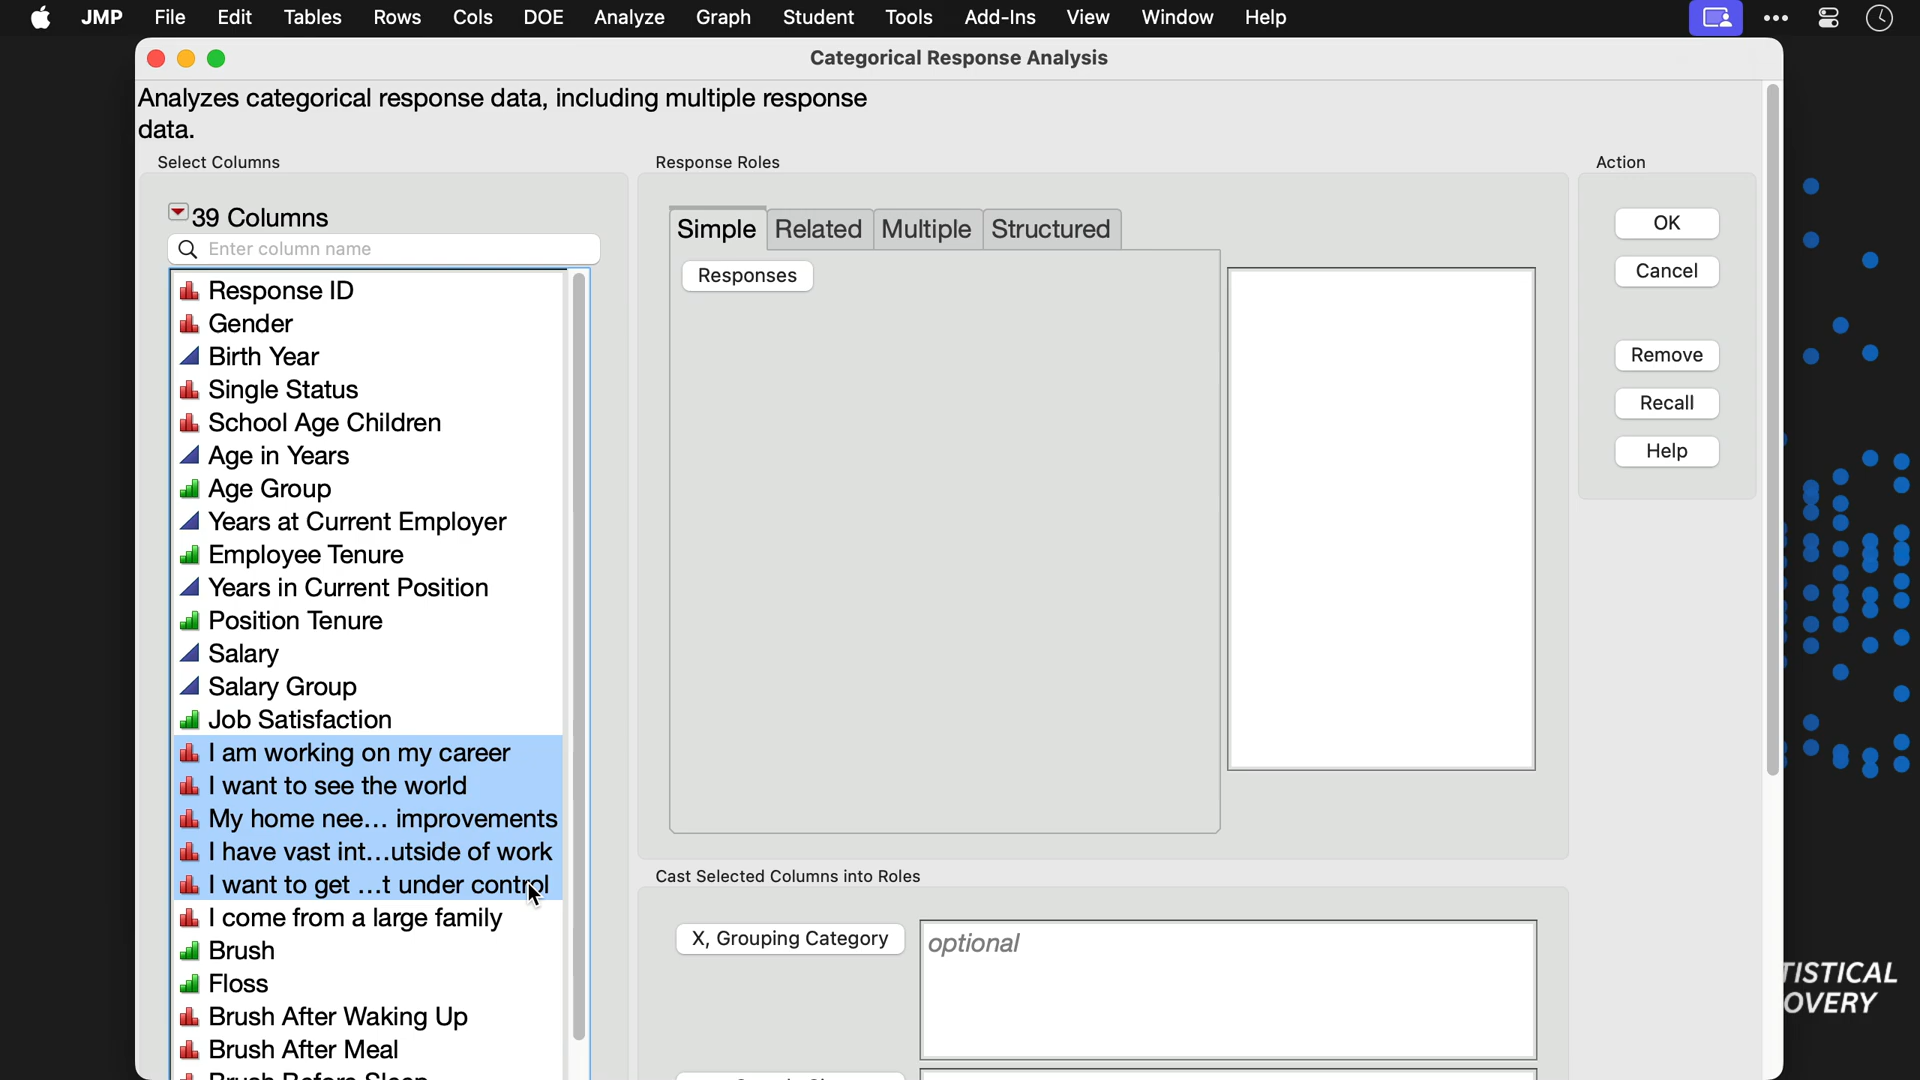 JMP File Edit Tables Rows Cols DOE Analyze Graph Student Tools Add-Ins View Window Help
Categorical Response Analysis
Analyzes categorical response data, including multiple response
data.
Select Columns
39 Columns
Enter column name
Response ID
Gender
Birth Year
Single Status
School Age Children
Age in Years
Age Group
Years at Current Employer
Employee Tenure
Years in Current Position
Position Tenure
Salary
Salary Group
Job Satisfaction
I am working on my career
I want to see the world
My home nee... improvements
I have vast int...utside of work
I want to get ...t under control
I come from a large family
Brush
Floss
Brush After Waking Up
Brush After Meal
Brush Before Sleep
Response Roles
Simple Related Multiple Structured
Responses
Cast Selected Columns into Roles
X, Grouping Category
optional
Action
OK
Cancel
Remove
Recall
Help
TISTICAL
OVERY